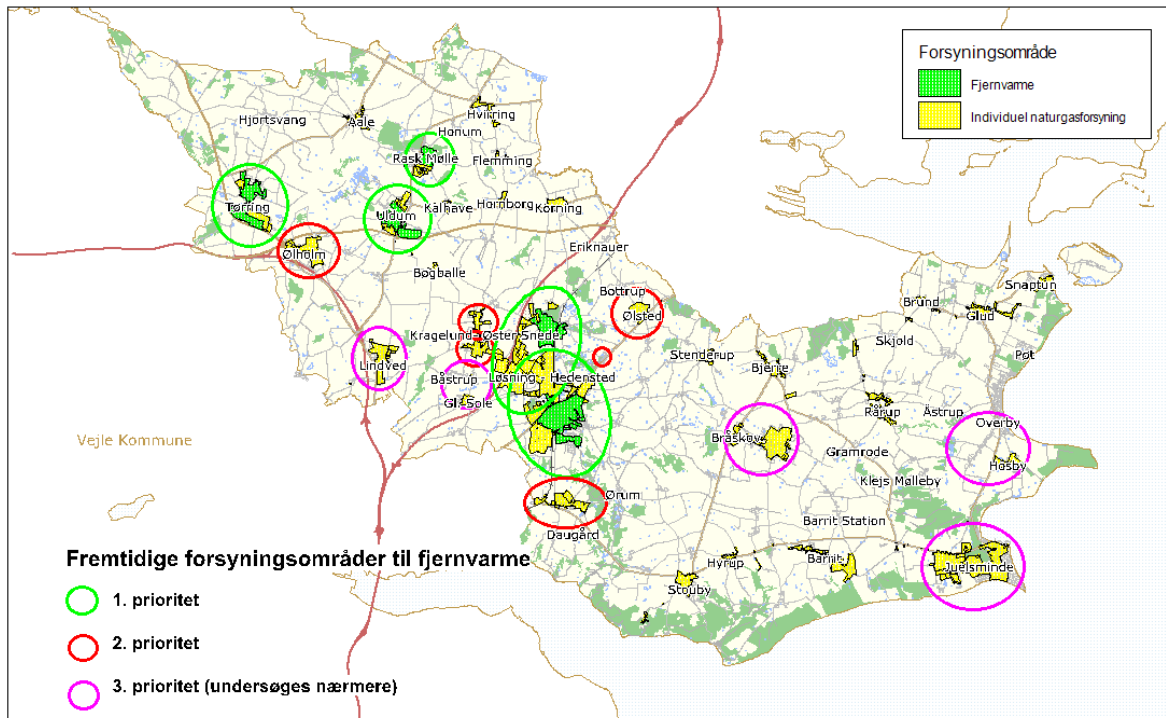 Forsyningsområde
Fjernvarme
Individuel naturgasforsyning
Hjortsvang
Aale
Hvirring
Honum
Rask Mølle
Flemming
Tørring
Uldum
Kalhave
Hornborg
Korning
Ølholm
Eriknauer
Bøgballe
Bottrup
Ølsted
Kragelund
Øster Snede
Stenderup
Lindved
Båstrup
Løsning
Hedensted
Gl. Sole
Bjerre
Brund
Glud
Snaptun
Skjold
Pøt
Rårup
Åstrup
Overby
Bråskov
Gramrode
Høsby
Klejs Mølleby
Vejle Kommune
Ørum
Daugård
Barrit Station
Hyrup
Barrit
Juelsminde
Stouby
Fremtidige forsyningsområder til fjernvarme
1. prioritet
2. prioritet
3. prioritet (undersøges nærmere)